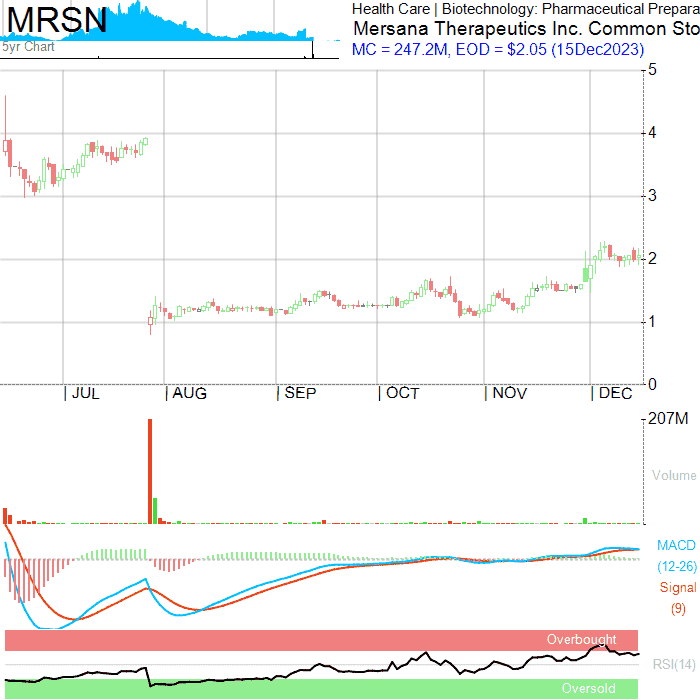 MRSN
5yr Chart
Health Care | Biotechnology: Pharmaceutical Prepara
Mersana Therapeutics Inc. Common Sto
MC = 247.2M, EOD = $2.05 (15Dec2023)
5
4
3
2
1
0
JUL
AUG
SEP
OCT
NOV
DEC
207M
Volume
MACD
(12-26)
Signal
(9)
Overbought
RSI(14)
Oversold